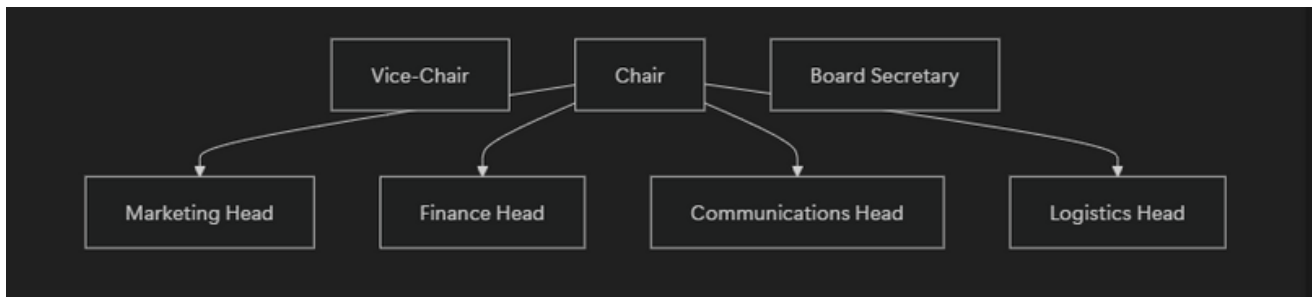 Vice-Chair
Chair
Board Secretary
Marketing Head
Finance Head
Communications Head
Logistics Head